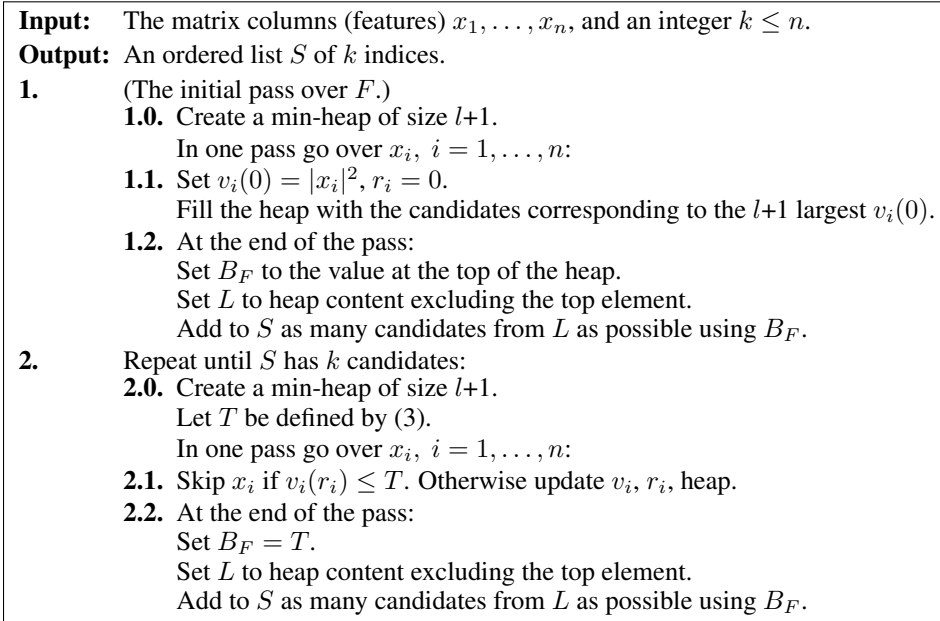 Input: The matrix columns (features) x₁, . . . , xₙ, and an integer k ≤ n.
Output: An ordered list S of k indices.
1. (The initial pass over F.)
1.0. Create a min-heap of size l+1.
In one pass go over xᵢ, i = 1, . . . , n:
1.1. Set vᵢ(0) = |xᵢ|², rᵢ = 0.
Fill the heap with the candidates corresponding to the l+1 largest vᵢ(0).
1.2. At the end of the pass:
Set B_F to the value at the top of the heap.
Set L to heap content excluding the top element.
Add to S as many candidates from L as possible using B_F.
2. Repeat until S has k candidates:
2.0. Create a min-heap of size l+1.
Let T be defined by (3).
In one pass go over xᵢ, i = 1, . . . , n:
2.1. Skip xᵢ if vᵢ(rᵢ) ≤ T. Otherwise update vᵢ, rᵢ, heap.
2.2. At the end of the pass:
Set B_F = T.
Set L to heap content excluding the top element.
Add to S as many candidates from L as possible using B_F.